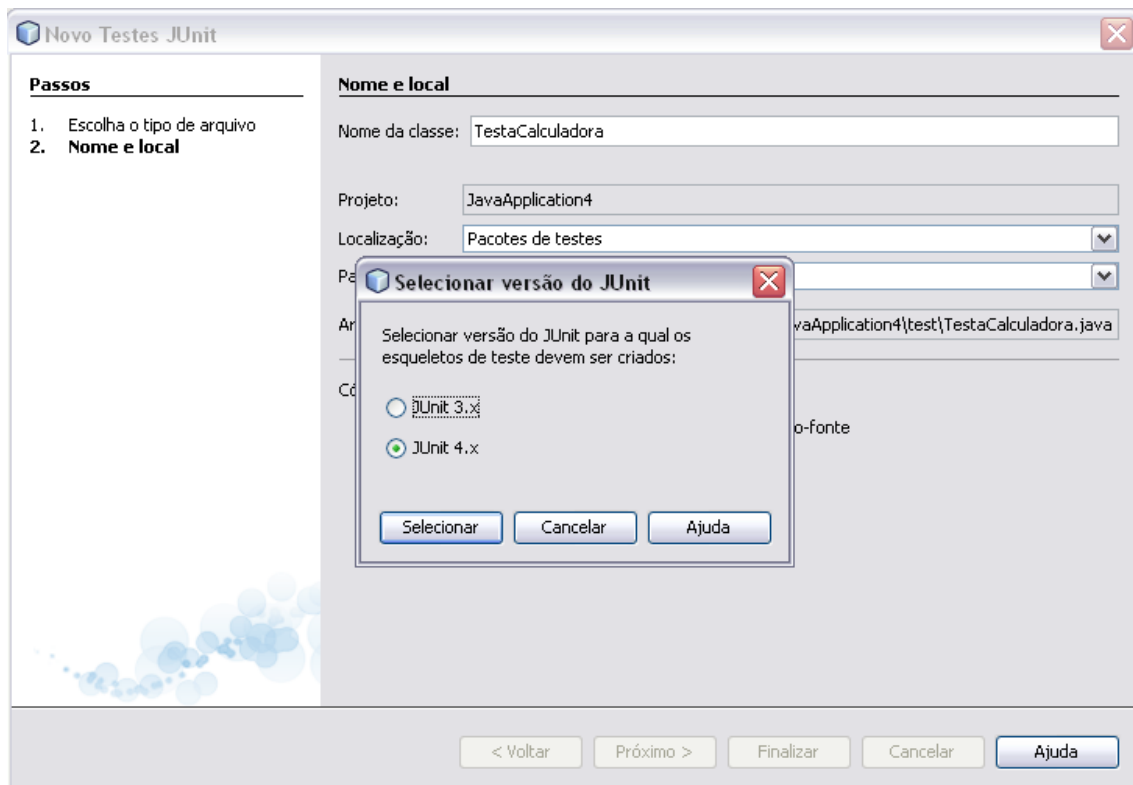 Novo Testes JUnit
Passos
1. Escolha o tipo de arquivo
2. Nome e local
Nome e local
Nome da classe: TestaCalculadora
Projeto: JavaApplication4
Localização: Pacotes de testes
Selecionar versão do JUnit
Selecionar versão do JUnit para a qual os
esqueletos de teste devem ser criados:
JUnit 3.x
JUnit 4.x
Selecionar Cancelar Ajuda
vaApplication4\test\TestaCalculadora.java
o-fonte
< Voltar Próximo > Finalizar Cancelar Ajuda